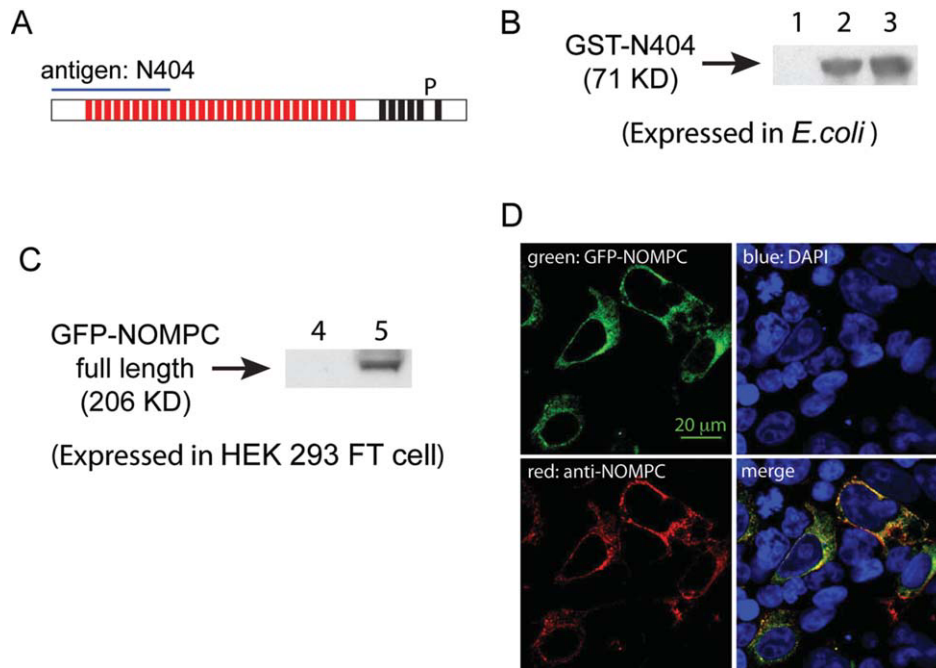 A
antigen: N404
P
B
1 2 3
GST-N404
(71 KD)
(Expressed in E.coli )
C
4 5
GFP-NOMPC
full length
(206 KD)
(Expressed in HEK 293 FT cell)
D
green: GFP-NOMPC
blue: DAPI
20 μm
red: anti-NOMPC
merge